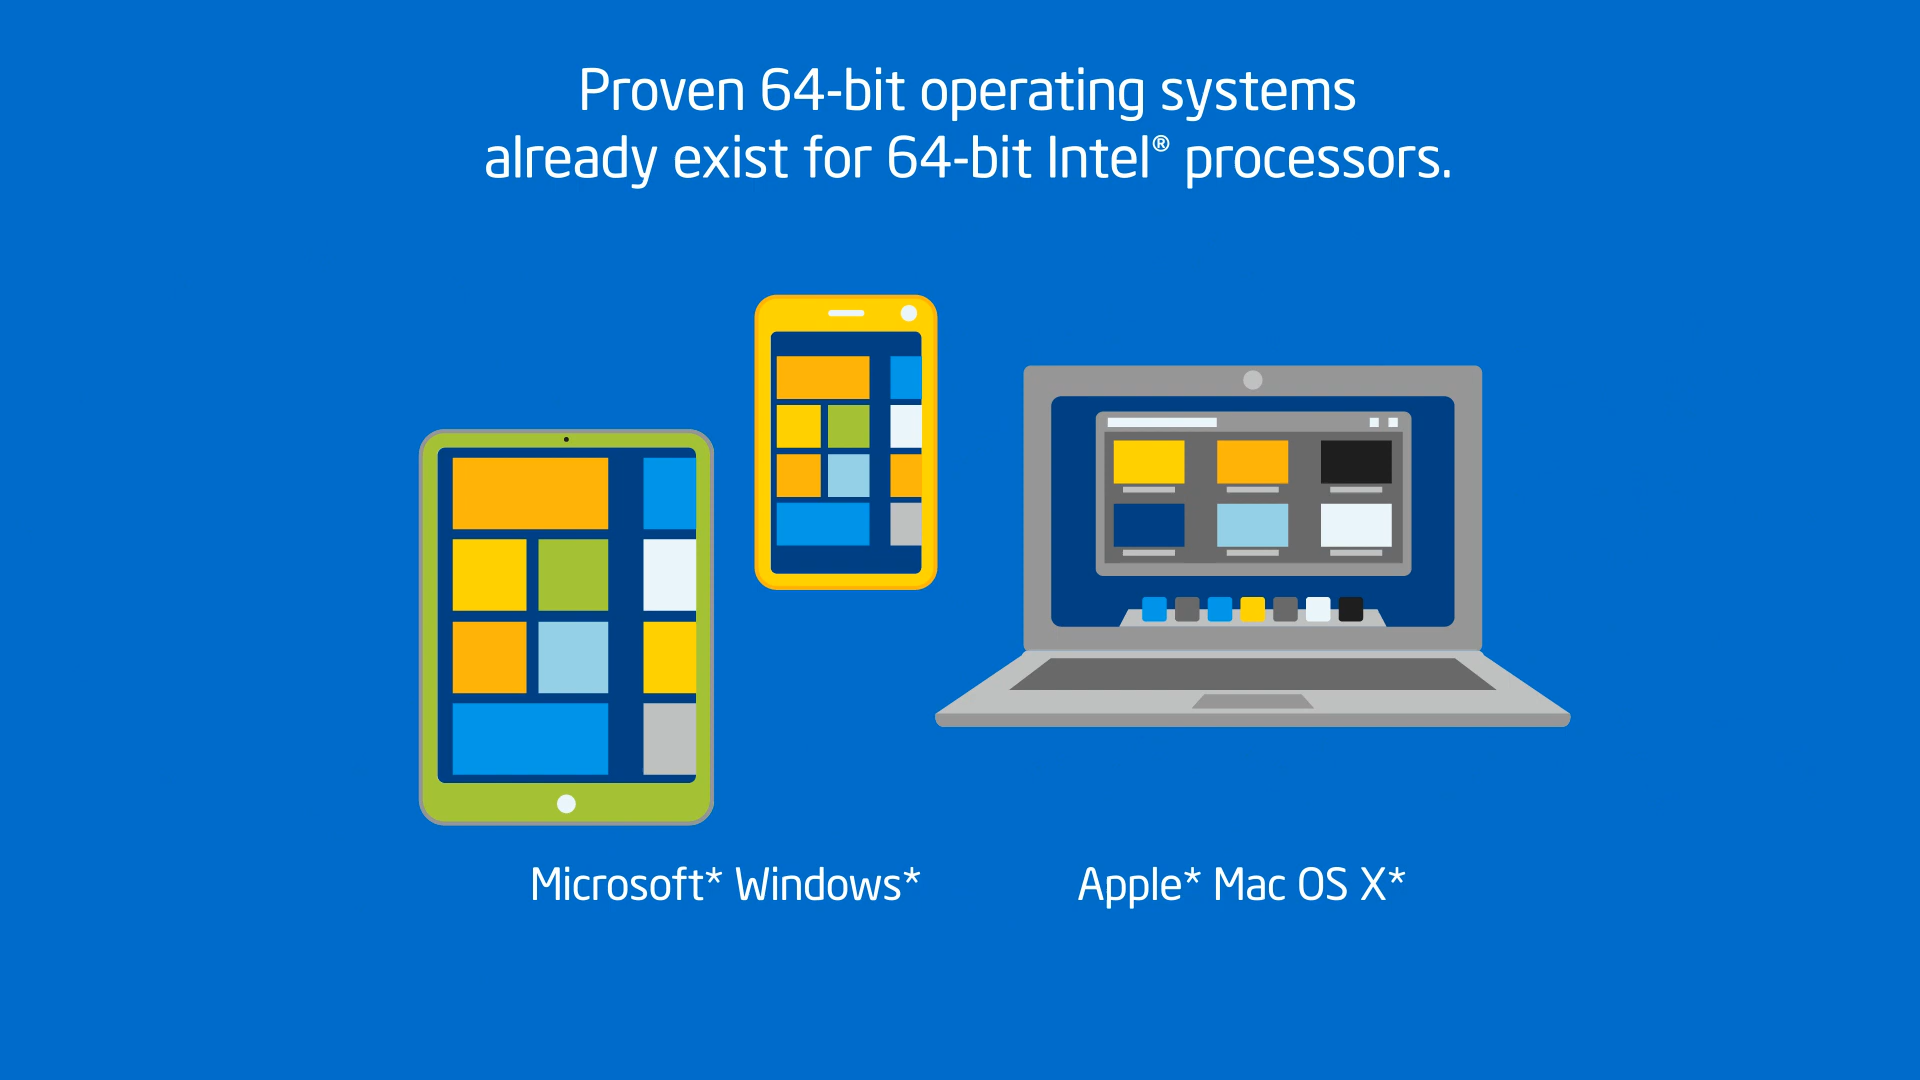 Proven 64-bit operating systems
already exist for 64-bit Intel® processors.
Microsoft* Windows*
Apple* Mac OS X*